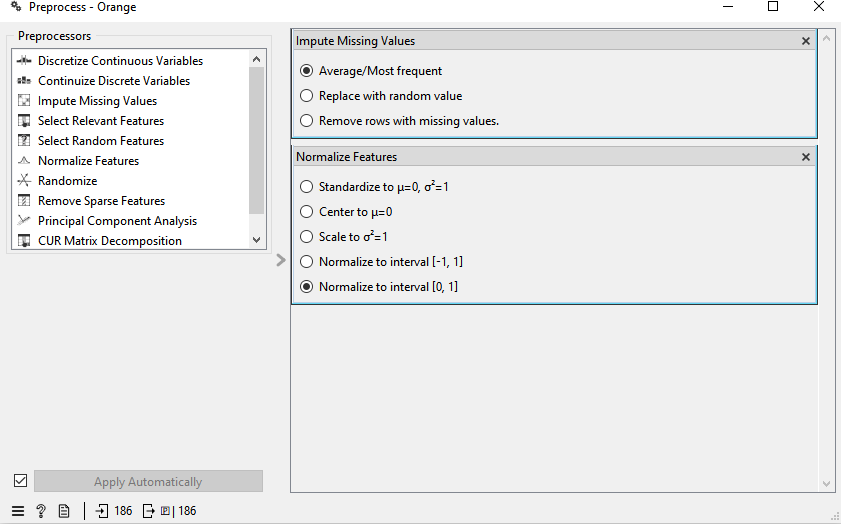 Preprocess - Orange
Preprocessors
Discretize Continuous Variables
Continuize Discrete Variables
Impute Missing Values
Select Relevant Features
Select Random Features
Normalize Features
Randomize
Remove Sparse Features
Principal Component Analysis
CUR Matrix Decomposition
Apply Automatically
? | 186 P | 186
Impute Missing Values
Average/Most frequent
Replace with random value
Remove rows with missing values.
Normalize Features
Standardize to μ=0, σ²=1
Center to μ=0
Scale to σ²=1
Normalize to interval [-1, 1]
Normalize to interval [0, 1]